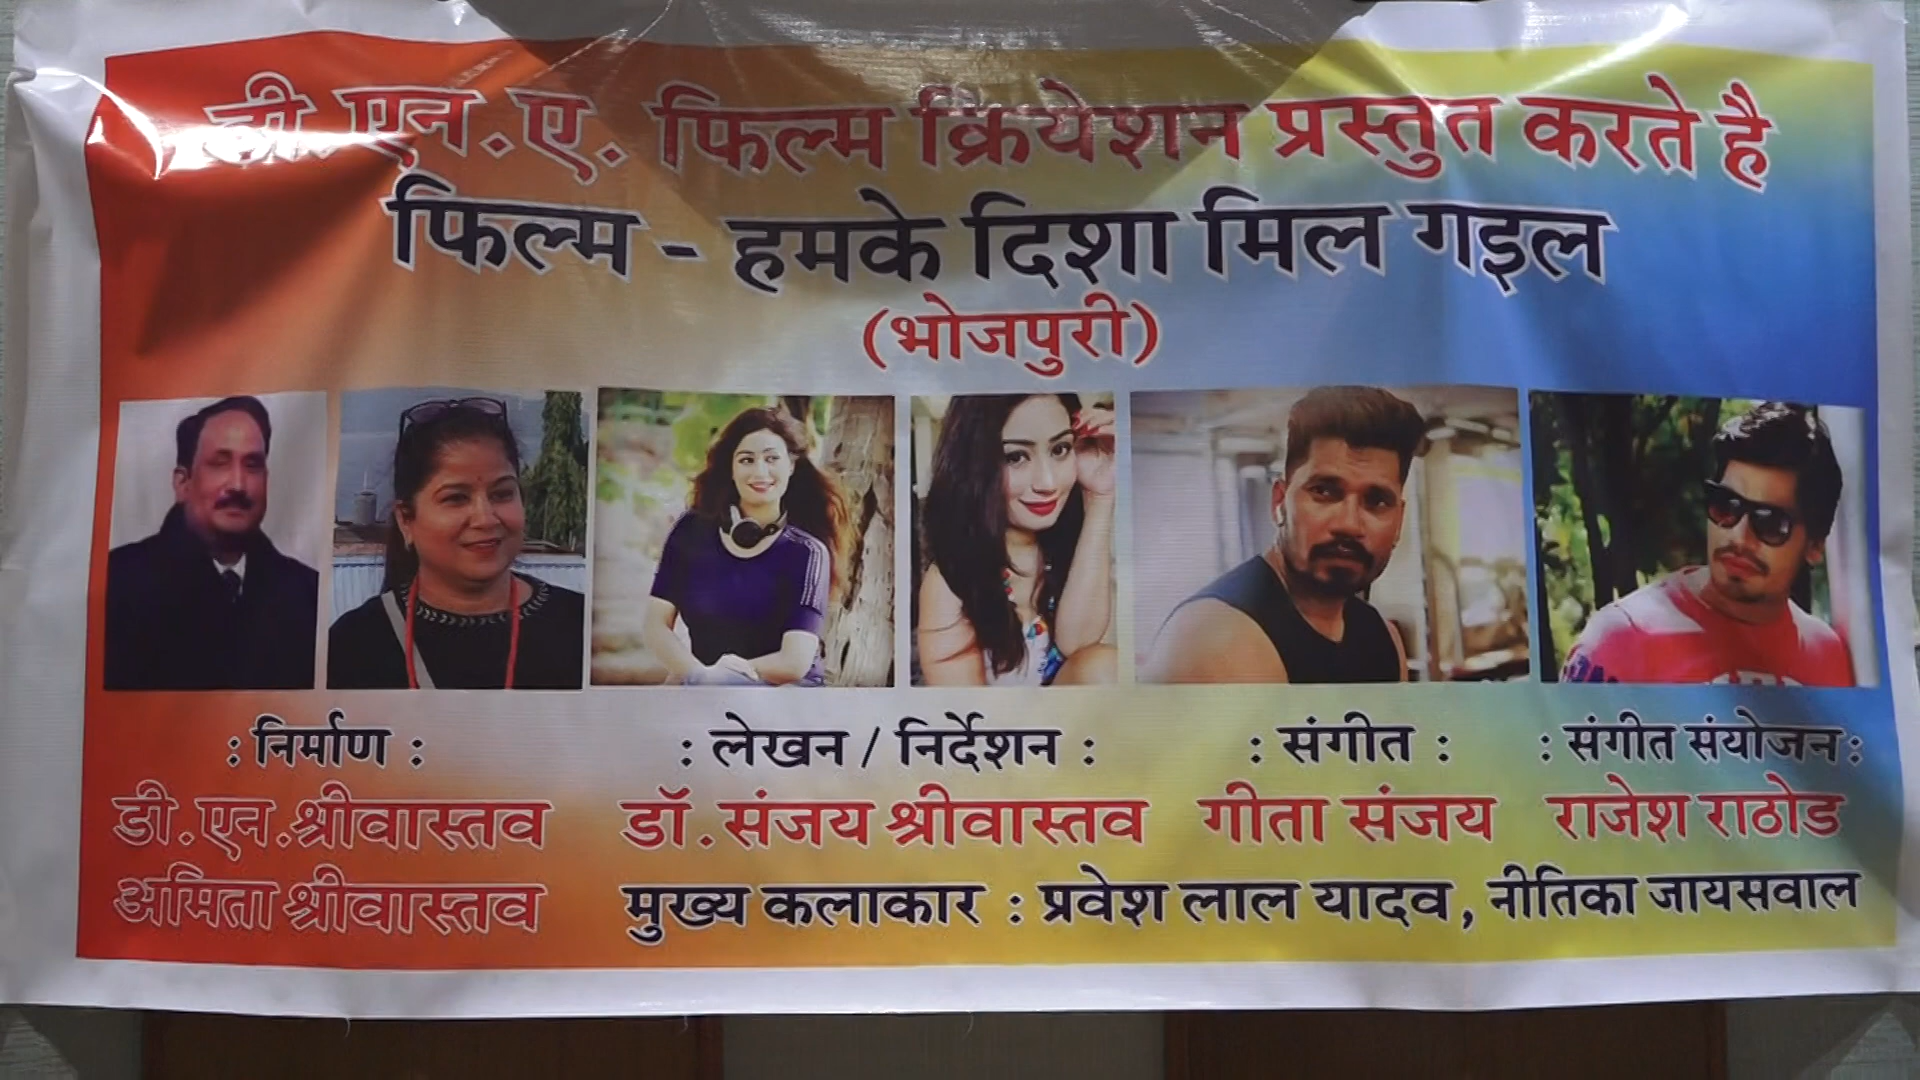 डी.एन.ए. फिल्म क्रियेशन प्रस्तुत करते है
फिल्म - हमके दिशा मिल गइल
(भोजपुरी)
: निर्माण : : लेखन / निर्देशन : : संगीत : : संगीत संयोजन :
डी.एन.श्रीवास्तव डॉ.संजय श्रीवास्तव गीता संजय राजेश राठोड
अमिता श्रीवास्तव मुख्य कलाकार : प्रवेश लाल यादव, नीतिका जायसवाल